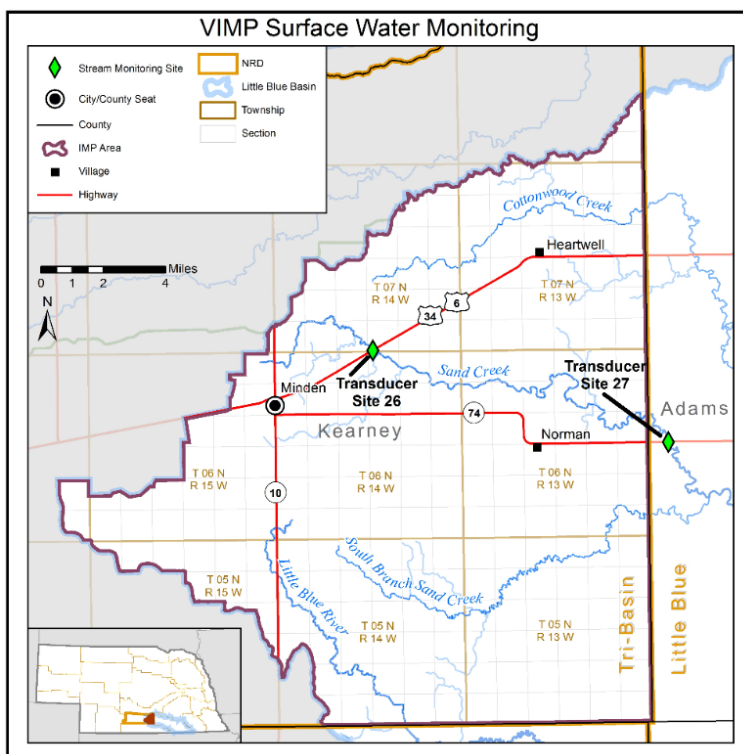 VIMP Surface Water Monitoring
Stream Monitoring Site
City/County Seat
County
IMP Area
Village
Highway
NRD
Little Blue Basin
Township
Section
Miles
0 1 2 4
N
Cottonwood Creek
Heartwell
T 07 N
R 14 W
T 07 N
R 13 W
6
34
Sand Creek
Transducer
Site 27
Minden
Transducer
Site 26
Adams
74
Kearney
Norman
T 06 N
R 15 W
T 06 N
R 14 W
T 06 N
R 13 W
10
Little Blue River
South Branch Sand Creek
T 05 N
R 15 W
T 05 N
R 14 W
T 05 N
R 13 W
Tri-Basin
Little Blue